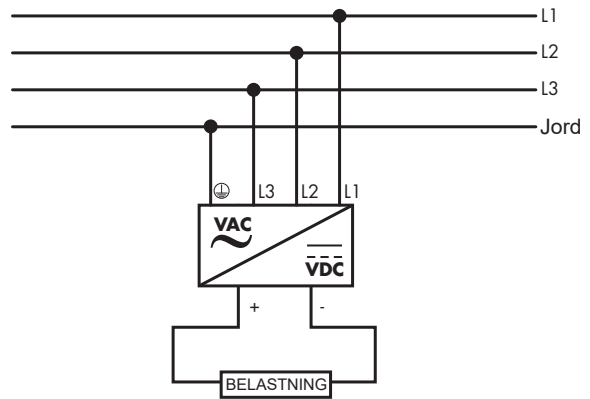 L1
L2
L3
Jord
L3 L2 L1
VAC
VDC
+ -
BELASTNING